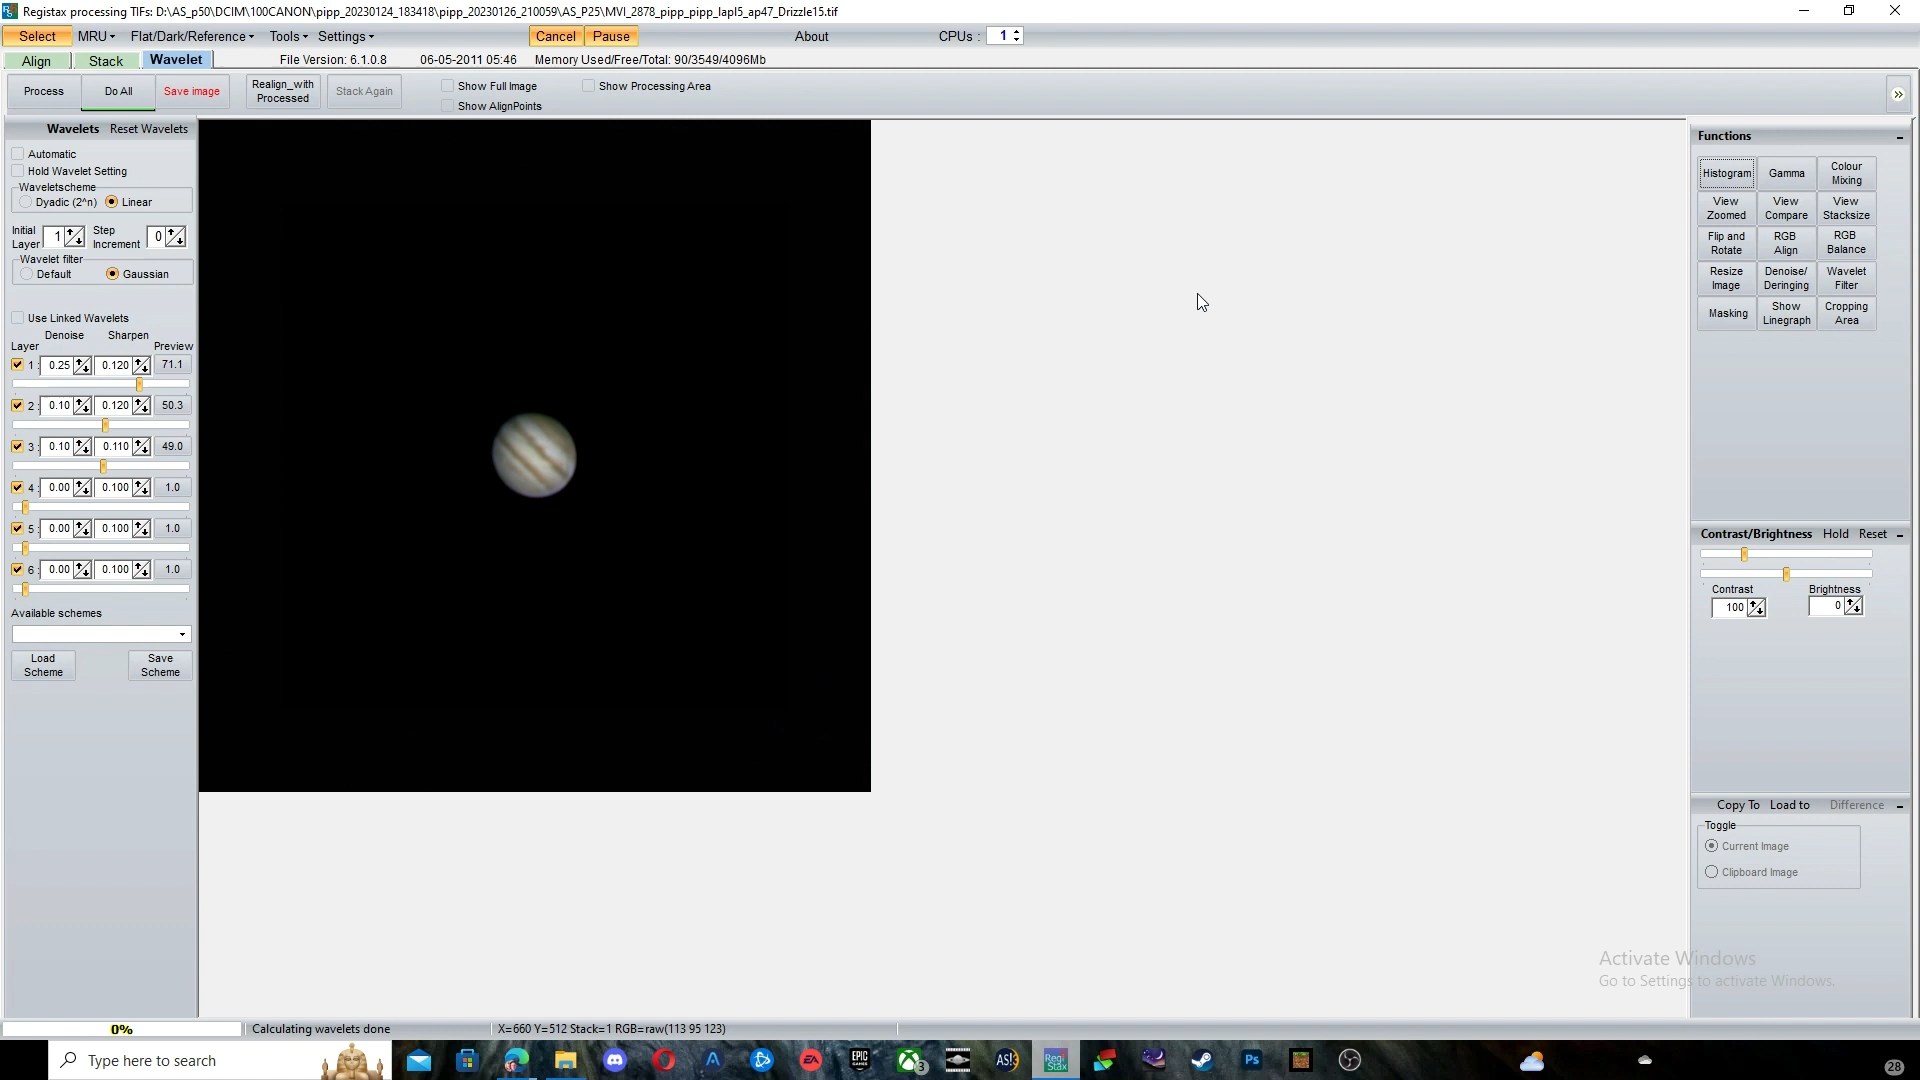 Registax processing TIFs: D:\AS_p50\DCIM\100CANON\pipp_20230124_183418\pipp_20230126_210059\AS_P25\MVI_2878_pipp_pipp_lapl5_ap47_Drizzle15.tif
Select MRU Flat/Dark/Reference Tools Settings Cancel Pause About CPUs : 1
Align Stack Wavelet File Version: 6.1.0.8 06-05-2011 05:46 Memory Used/Free/Total: 90/3549/4096Mb
Process Do All Save image Realign_with Processed Stack Again
Show Full Image Show Processing Area
Show AlignPoints
Wavelets Reset Wavelets
Automatic
Hold Wavelet Setting
Waveletscheme
Dyadic (2^n) Linear
Initial Layer 1 Step Increment 0
Wavelet filter
Default Gaussian
Use Linked Wavelets
Denoise Sharpen
Layer Preview
1 : 0.25 0.120 71.1
2 : 0.10 0.120 50.3
3 : 0.10 0.110 49.0
4 : 0.00 0.100 1.0
5 : 0.00 0.100 1.0
6 : 0.00 0.100 1.0
Available schemes
Load Scheme
Save Scheme
Functions
Histogram Gamma Colour Mixing
View Zoomed View Compare View Stacksize
Flip and Rotate RGB Align RGB Balance
Resize Image Denoise/ Deringing Wavelet Filter
Masking Show Linegraph Cropping Area
Contrast/Brightness Hold Reset
Contrast Brightness
100 0
Copy To Load to Difference
Toggle
Current Image
Clipboard Image
Activate Windows
Go to Settings to activate Windows.
0% Calculating wavelets done X=660 Y=512 Stack=1 RGB=raw(113 95 123)
Type here to search
EA
EPIC GAMES
3
AS!3
Regi Stax
Ps
28